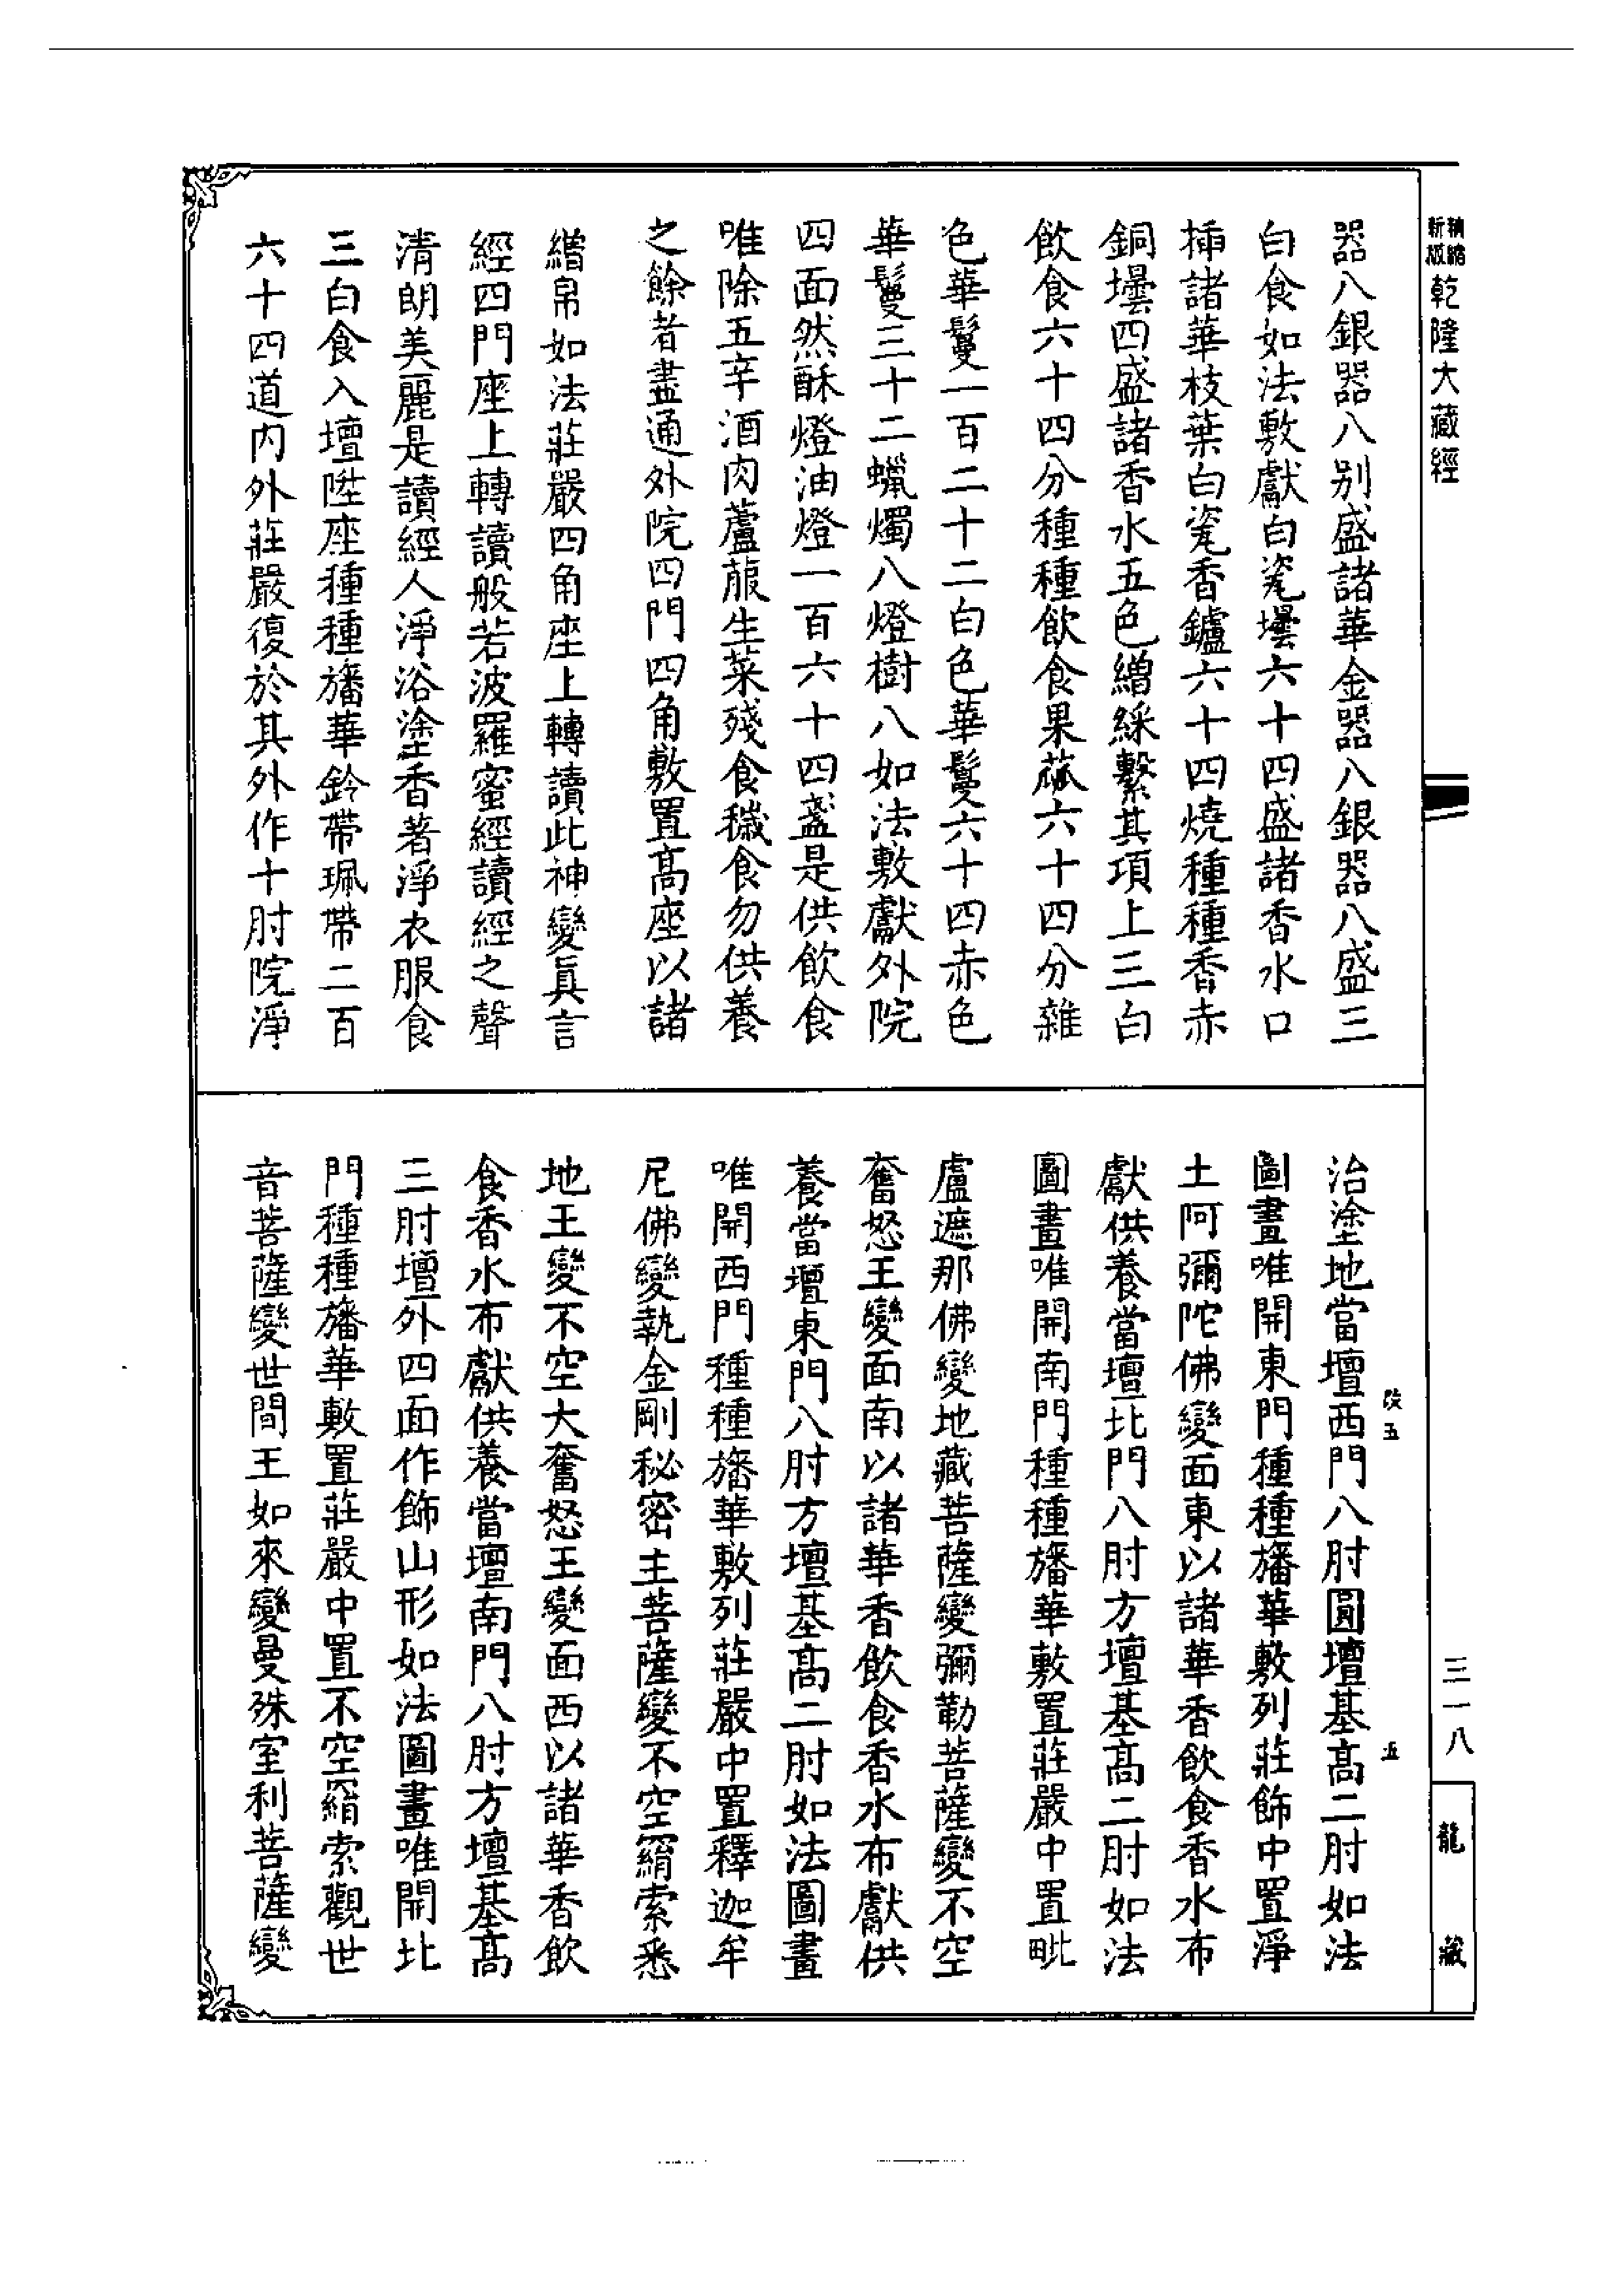 精縮
新版
乾隆大藏經
器八銀器八別盛諸華金器八銀器八盛三
白食如法敷獻白瓷壜六十四盛諸香水口
插諸華枝葉白瓷香鑪六十四燒種種香赤
銅壜四盛諸香水五色繒綵繫其項上三白
飲食六十四分種種飲食果蓏六十四分雜
色華鬘一百二十二白色華鬘六十四赤色
華鬘三十二蠟燭八燈樹八如法敷獻外院
四面然酥燈油燈一百六十四盞是供飲食
唯除五辛酒肉蘆菔生菜殘食穢食勿供養
之餘者盡通外院四門四角敷置髙座以諸
繒帛如法莊嚴四角座上轉讀此神變眞言
經四門座上轉讀般若波羅蜜經讀經之聲
清朗美麗是讀經人淨浴塗香著淨衣服食
三白食入壇陞座種種旛華鈴帶珮帶二百
六十四道内外莊嚴復於其外作十肘院淨
治塗地當壇西門八肘圓壇基髙二肘如法
圖畫唯開東門種種旛華敷列莊飾中置淨
土阿彌陀佛變面東以諸華香飲食香水布
獻供養當壇北門八肘方壇基髙二肘如法
圖畫唯開南門種種旛華敷置莊嚴中置毗
盧遮那佛變地藏菩薩變彌勒菩薩變不空
奮怒王變面南以諸華香飲食香水布獻供
養當壇東門八肘方壇基髙二肘如法圖畫
唯開西門種種旛華敷列莊嚴中置釋迦牟
尼佛變執金剛秘密主菩薩變不空羂索悉
地王變不空大奮怒王變面西以諸華香飲
食香水布獻供養當壇南門八肘方壇基髙
三肘增外四面作飾山形如法圖畫唯開北
門種種旛華敷置莊嚴中置不空羂索觀世
音菩薩變世間王如來變曼殊室利菩薩變
五
三一八
龍藏